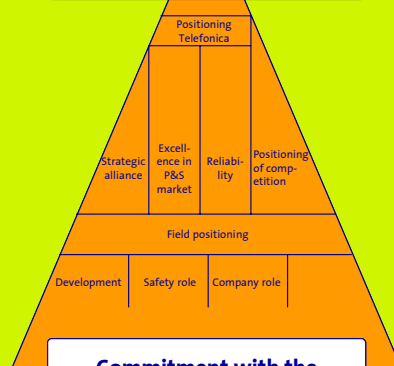 Positioning
Telefonica
Strategic
alliance
Excell-
ence in
P&S
market
Reliabi-
lity
Positioning
of comp-
etition
Field positioning
Development
Safety role
Company role
Commitment with the